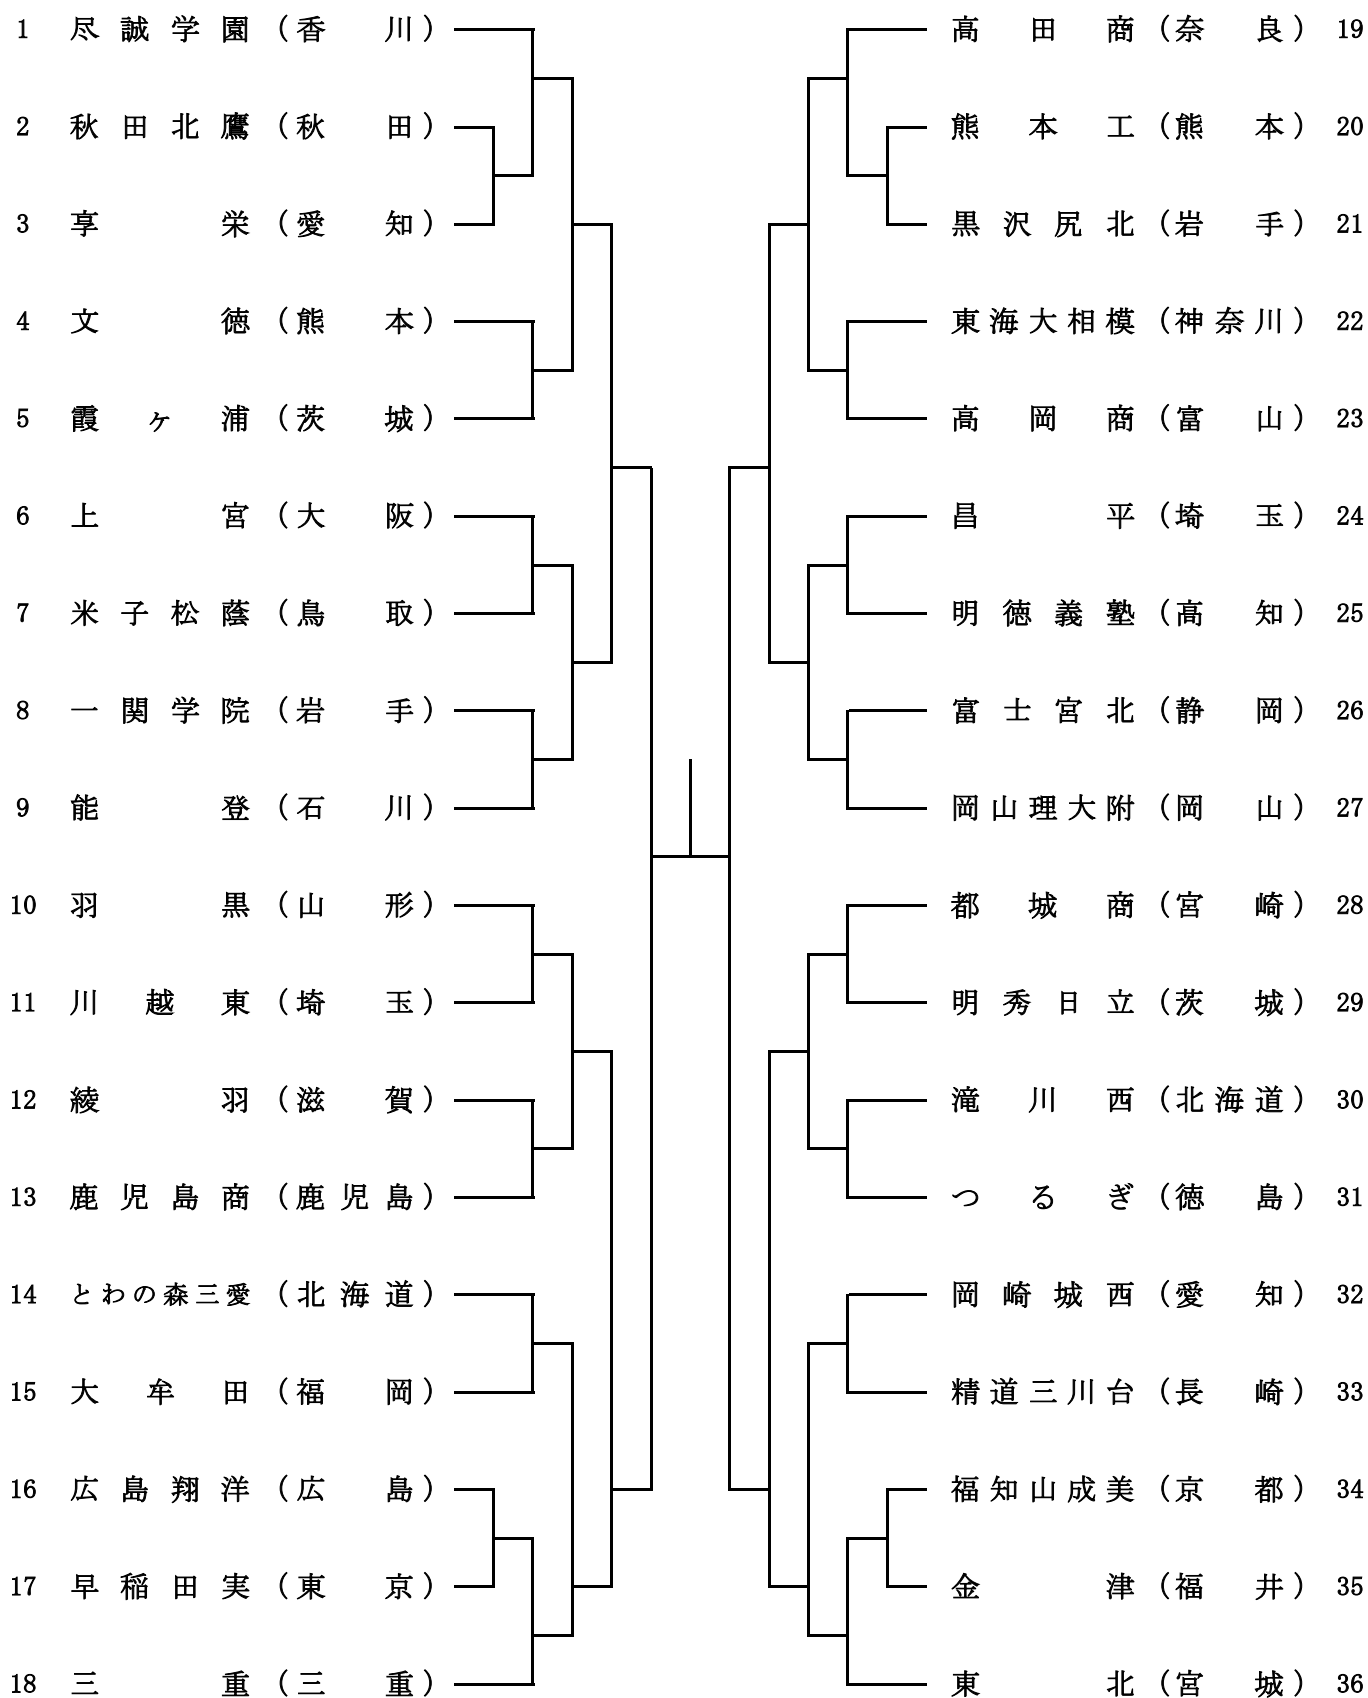 1 尽誠学園（香川）
2 秋田北鷹（秋田）
3 享栄（愛知）
4 文徳（熊本）
5 霞ヶ浦（茨城）
6 上宮（大阪）
7 米子松蔭（鳥取）
8 一関学院（岩手）
9 能登（石川）
10 羽黒（山形）
11 川越東（埼玉）
12 綾羽（滋賀）
13 鹿児島商（鹿児島）
14 とわの森三愛（北海道）
15 大牟田（福岡）
16 広島翔洋（広島）
17 早稲田実（東京）
18 三重（三重）
高田商（奈良） 19
熊本工（熊本） 20
黒沢尻北（岩手） 21
東海大相模（神奈川） 22
高岡商（富山） 23
昌平（埼玉） 24
明徳義塾（高知） 25
富士宮北（静岡） 26
岡山理大附（岡山） 27
都城商（宮崎） 28
明秀日立（茨城） 29
滝川西（北海道） 30
つるぎ（徳島） 31
岡崎城西（愛知） 32
精道三川台（長崎） 33
福知山成美（京都） 34
金津（福井） 35
東北（宮城） 36